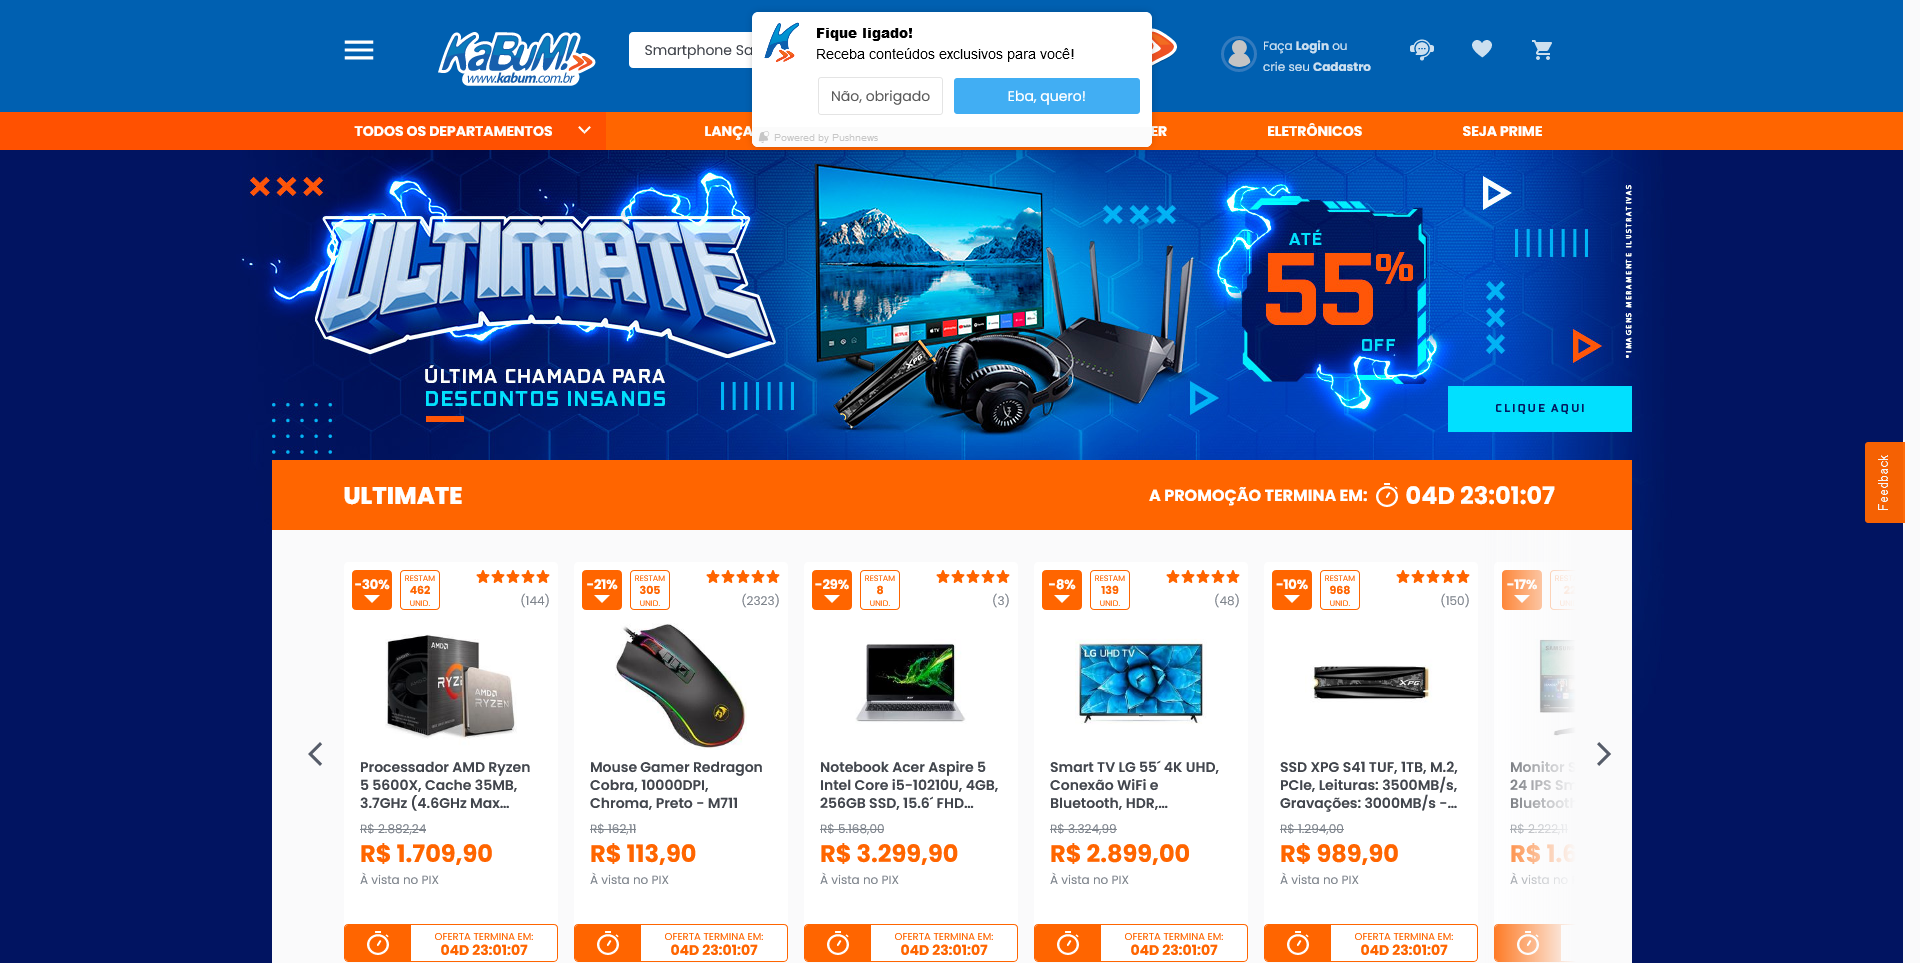 KaBuM!
www.kabum.com.br
Smartphone Sa
Fique ligado!
Receba conteúdos exclusivos para você!
Não, obrigado
Eba, quero!
Powered by Pushnews
Faça Login ou
crie seu Cadastro
TODOS OS DEPARTAMENTOS
LANÇA
ER
ELETRÔNICOS
SEJA PRIME
ULTIMATE
ÚLTIMA CHAMADA PARA
DESCONTOS INSANOS
XPG
ATÉ
55%
OFF
*IMAGENS MERAMENTE ILUSTRATIVAS
CLIQUE AQUI
Feedback
ULTIMATE
A PROMOÇÃO TERMINA EM: 04D 23:01:07
-30%
RESTAM
462
UNID.
(144)
AMD
RYZE
AMD
RYZEN
Processador AMD Ryzen
5 5600X, Cache 35MB,
3.7GHz (4.6GHz Max...
R$ 2.882,24
R$ 1.709,90
À vista no PIX
OFERTA TERMINA EM:
04D 23:01:07
-21%
RESTAM
305
UNID.
(2323)
Mouse Gamer Redragon
Cobra, 10000DPI,
Chroma, Preto - M711
R$ 162,11
R$ 113,90
À vista no PIX
OFERTA TERMINA EM:
04D 23:01:07
-29%
RESTAM
8
UNID.
(3)
Notebook Acer Aspire 5
Intel Core i5-10210U, 4GB,
256GB SSD, 15.6´ FHD...
R$ 5.168,00
R$ 3.299,90
À vista no PIX
OFERTA TERMINA EM:
04D 23:01:07
-8%
RESTAM
139
UNID.
(48)
LG UHD TV
Smart TV LG 55´ 4K UHD,
Conexão WiFi e
Bluetooth, HDR,...
R$ 3.324,99
R$ 2.899,00
À vista no PIX
OFERTA TERMINA EM:
04D 23:01:07
-10%
RESTAM
968
UNID.
(150)
XPG
SSD XPG S41 TUF, 1TB, M.2,
PCIe, Leituras: 3500MB/s,
Gravações: 3000MB/s -...
R$ 1.294,00
R$ 989,90
À vista no PIX
OFERTA TERMINA EM:
04D 23:01:07
-17%
Monitor S
24 IPS Sm
Bluetooth
R$ 2.222,11
R$ 1.6
À vista no